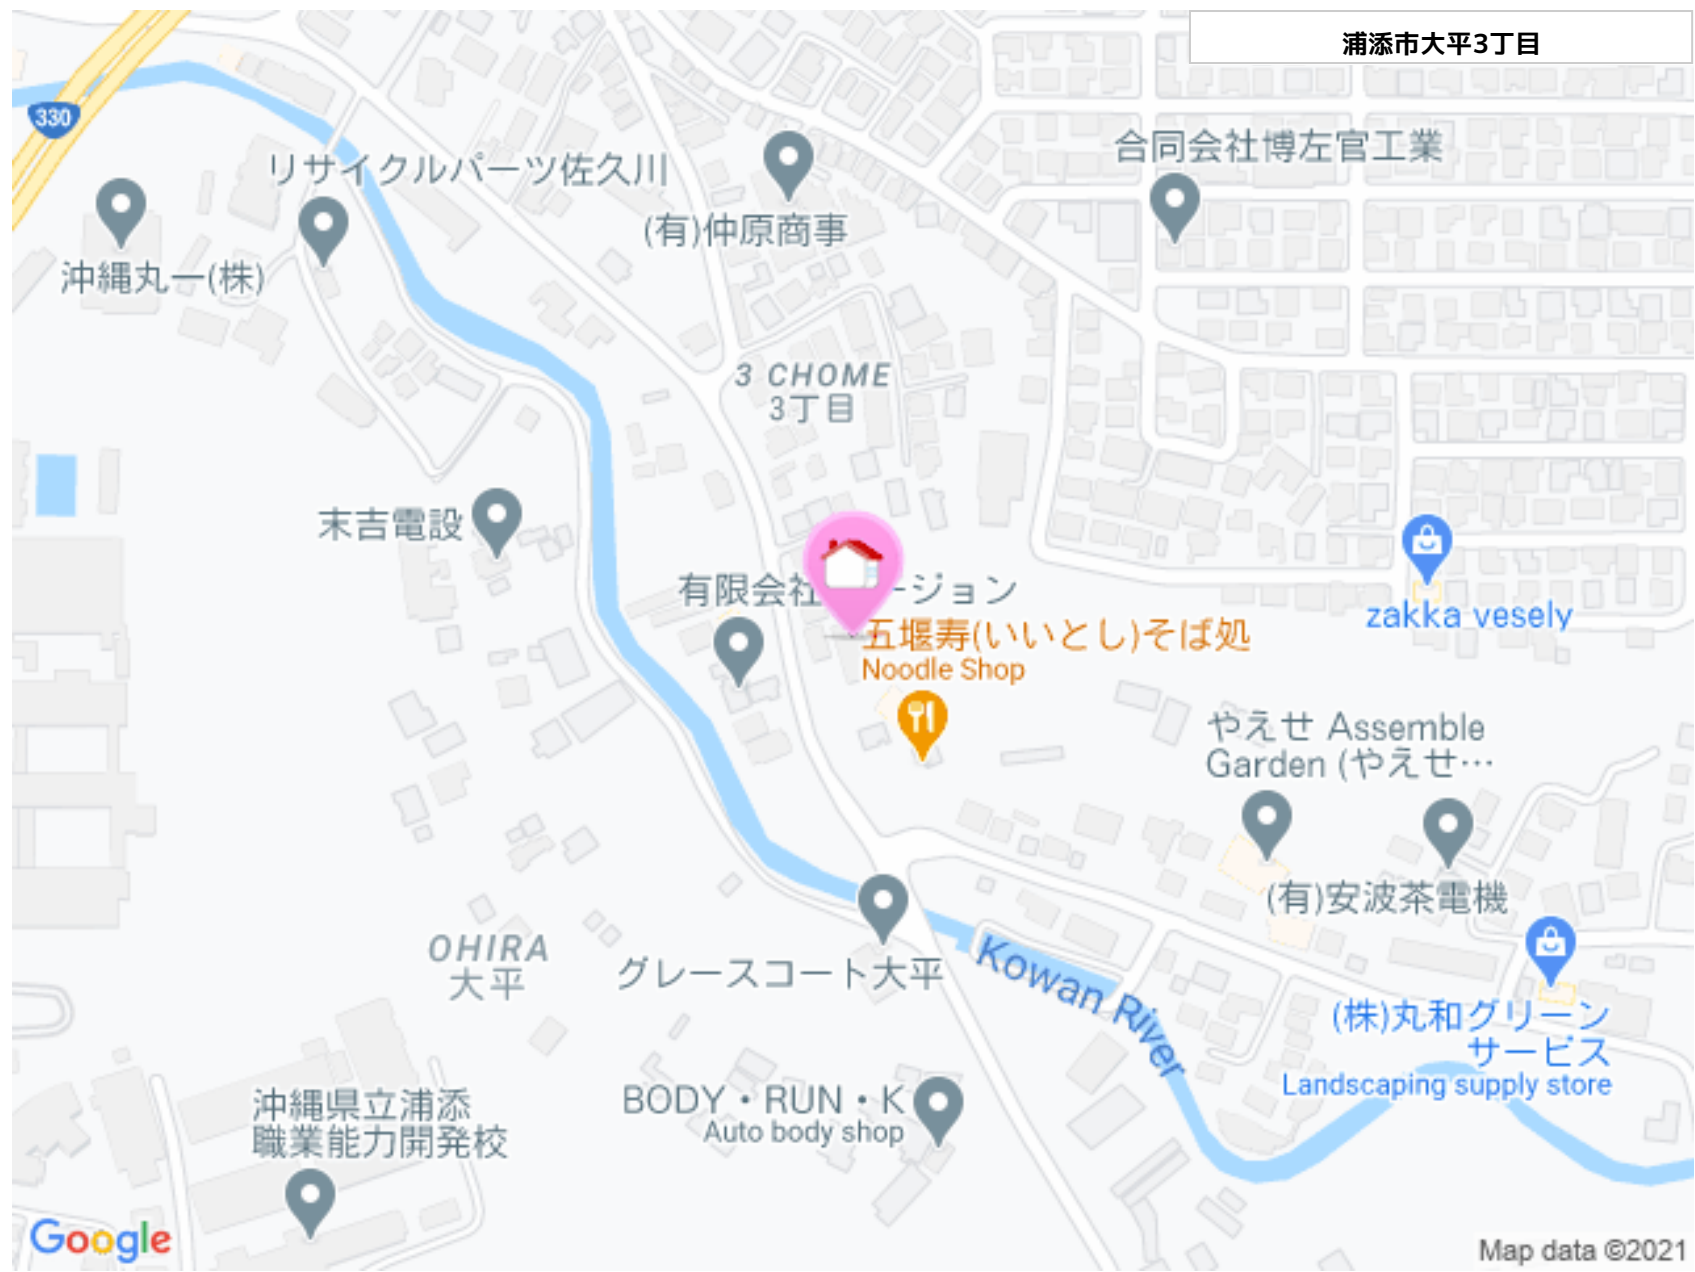 浦添市大平3丁目
330
リサイクルパーツ佐久川
合同会社博左官工業
(有)仲原商事
沖縄丸一(株)
3 CHOME
3丁目
末吉電設
有限会社
ージョン
zakka vesely
五堰寿(いいとし)そば処
Noodle Shop
やえせ Assemble
Garden (やえせ…
(有)安波茶電機
OHIRA
大平
グレースコート大平
Kowan River
(株)丸和グリーン
サービス
Landscaping supply store
BODY・RUN・K
Auto body shop
沖縄県立浦添
職業能力開発校
Google
Map data ©2021